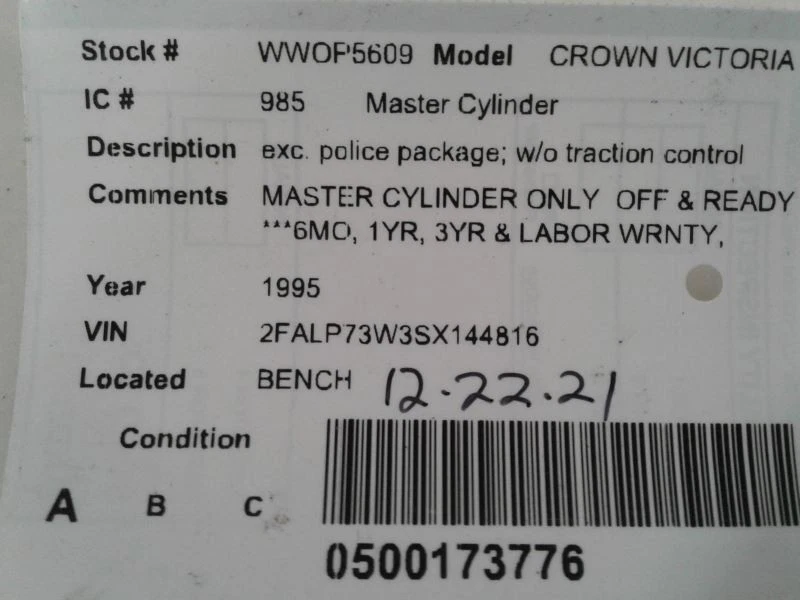 Stock # WWOP5609 Model CROWN VICTORIA
IC # 985 Master Cylinder
Description exc. police package; w/o traction control
Comments MASTER CYLINDER ONLY OFF & READY
***6MO, 1YR, 3YR & LABOR WRNTY,
Year 1995
VIN 2FALP73W3SX144816
Located BENCH 12.22.21
Condition
A B C
0500173776